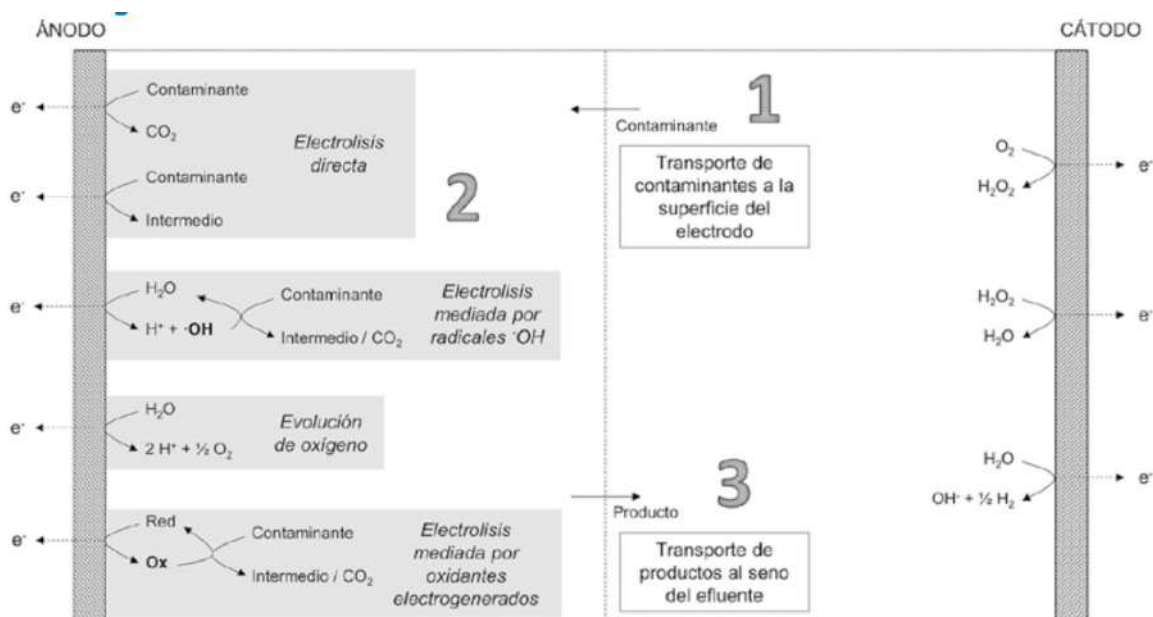 ÁNODO
CÁTODO
e-
Contaminante
CO₂
Electrolisis
directa
e-
Contaminante
Intermedio
2
1
Contaminante
Transporte de
contaminantes a la
superficie del
electrodo
O₂
H₂O₂
e-
e-
H₂O
H⁺ + ·OH
Contaminante
Intermedio / CO₂
Electrolisis
mediada por
radicales ·OH
H₂O₂
H₂O
e-
e-
H₂O
2 H⁺ + ½ O₂
Evolución
de oxígeno
e-
Red
Ox
Contaminante
Intermedio / CO₂
Electrolisis
mediada por
oxidantes
electrogenerados
3
Producto
Transporte de
productos al seno
del efluente
H₂O
OH- + ½ H₂
e-